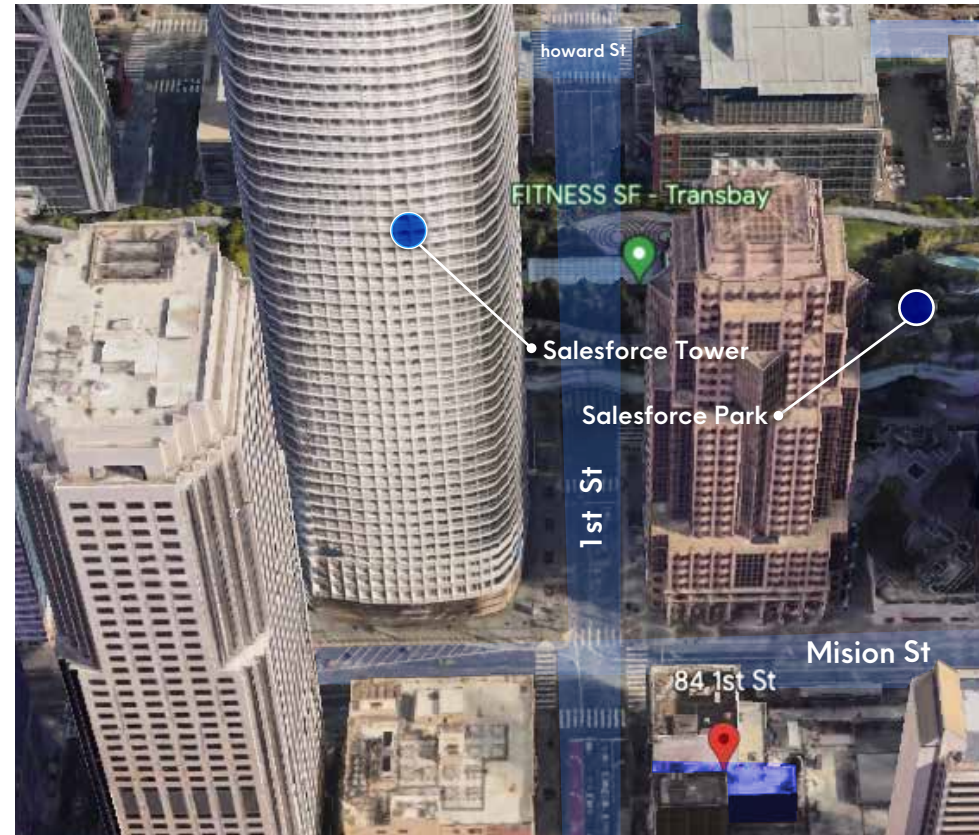 howard St
FITNESS SF - Transbay
Salesforce Tower
Salesforce Park
1st St
Mision St
84 1st St